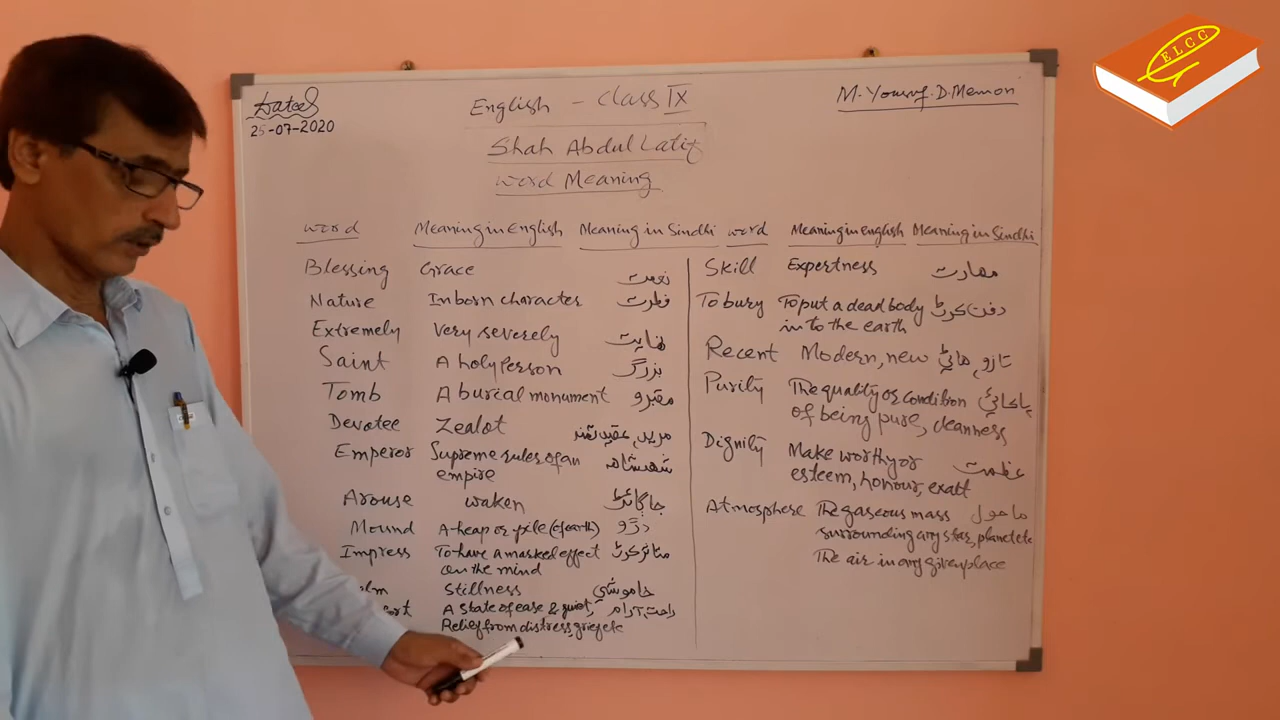 ELCC
Dated
25-07-2020
English - Class IX
M. Yousuf. D. Memon
Shah Abdul Latif
Word Meaning
Word Meaning in English Meaning in Sindhi
Blessing Grace نعمت
Nature Inborn character فطرت
Extremely Very severely نهايت
Saint A holy person بزرگ
Tomb A burial monument مقبرو
Devotee Zealot مريد، عقيدتمند
Emperor Supreme rules of an شهنشاهه
empire
Arouse waken جاڳائڻ
Mound A heap or pile (of earth) دڙو
Impress To have a marked effect متاثر ڪرڻ
on the mind
lm Stillness خاموشي
ort A state of ease & quiet, راحت، آرام
Relief from distress, grief etc
word Meaning in english Meaning in Sindhi
Skill Expertness مهارت
To bury To put a dead body دفن ڪرڻ
in to the earth
Recent Modern, new تازو
Purity The quality or condition پاڪائي
of being pure, cleanness
Dignity Make worthy or عظمت
esteem, honour, exalt
Atmosphere The gaseous mass ماحول
surrounding any star, planet etc
The air in any given place